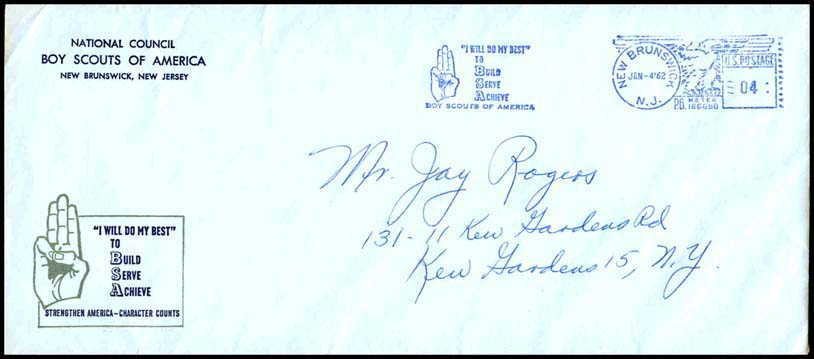 NATIONAL COUNCIL
BOY SCOUTS OF AMERICA
NEW BRUNSWICK, NEW JERSEY
"I WILL DO MY BEST"
TO
BUILD
SERVE
ACHIEVE
BOY SCOUTS OF AMERICA
NEW BRUNSWICK
JAN-4'62
N.J.
U.S. POSTAGE
04
P.B. METER
166686
Mr. Jay Rogers
131-11 Kew Gardens Rd
Kew Gardens 15, N.Y.
"I WILL DO MY BEST"
TO
BUILD
SERVE
ACHIEVE
STRENGTHEN AMERICA-CHARACTER COUNTS